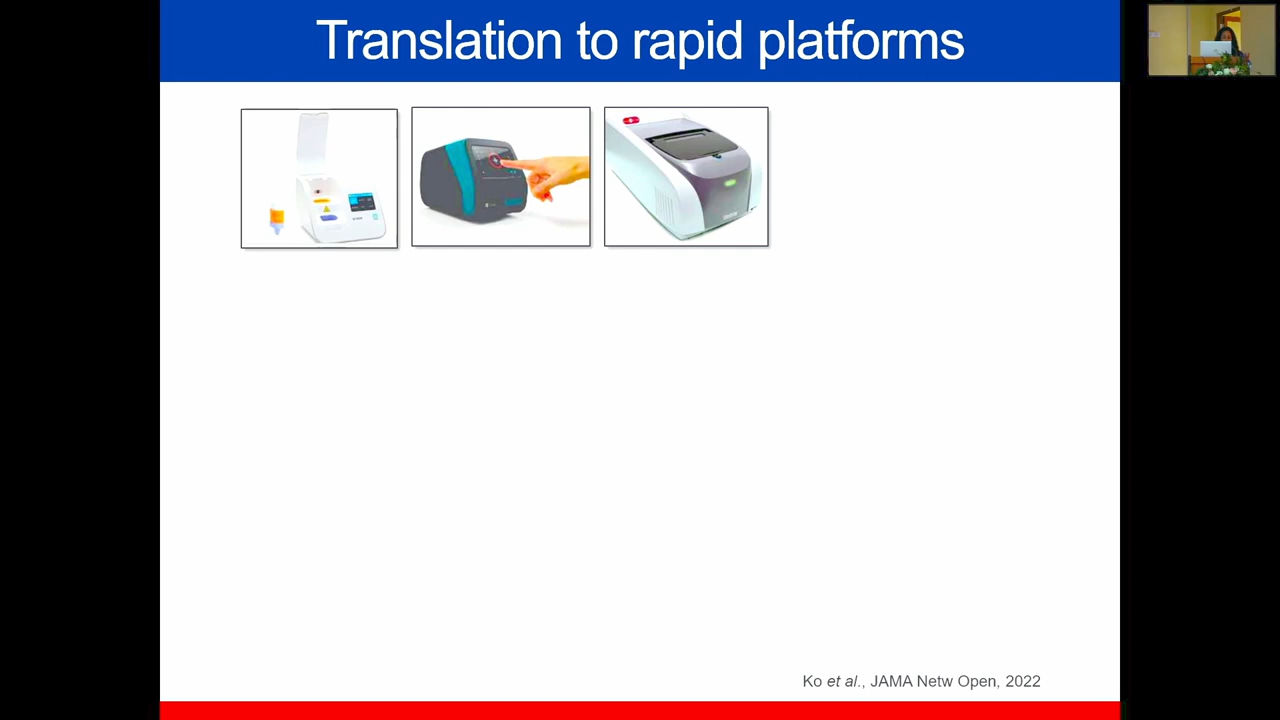 Translation to rapid platforms
Ko et al., JAMA Netw Open, 2022